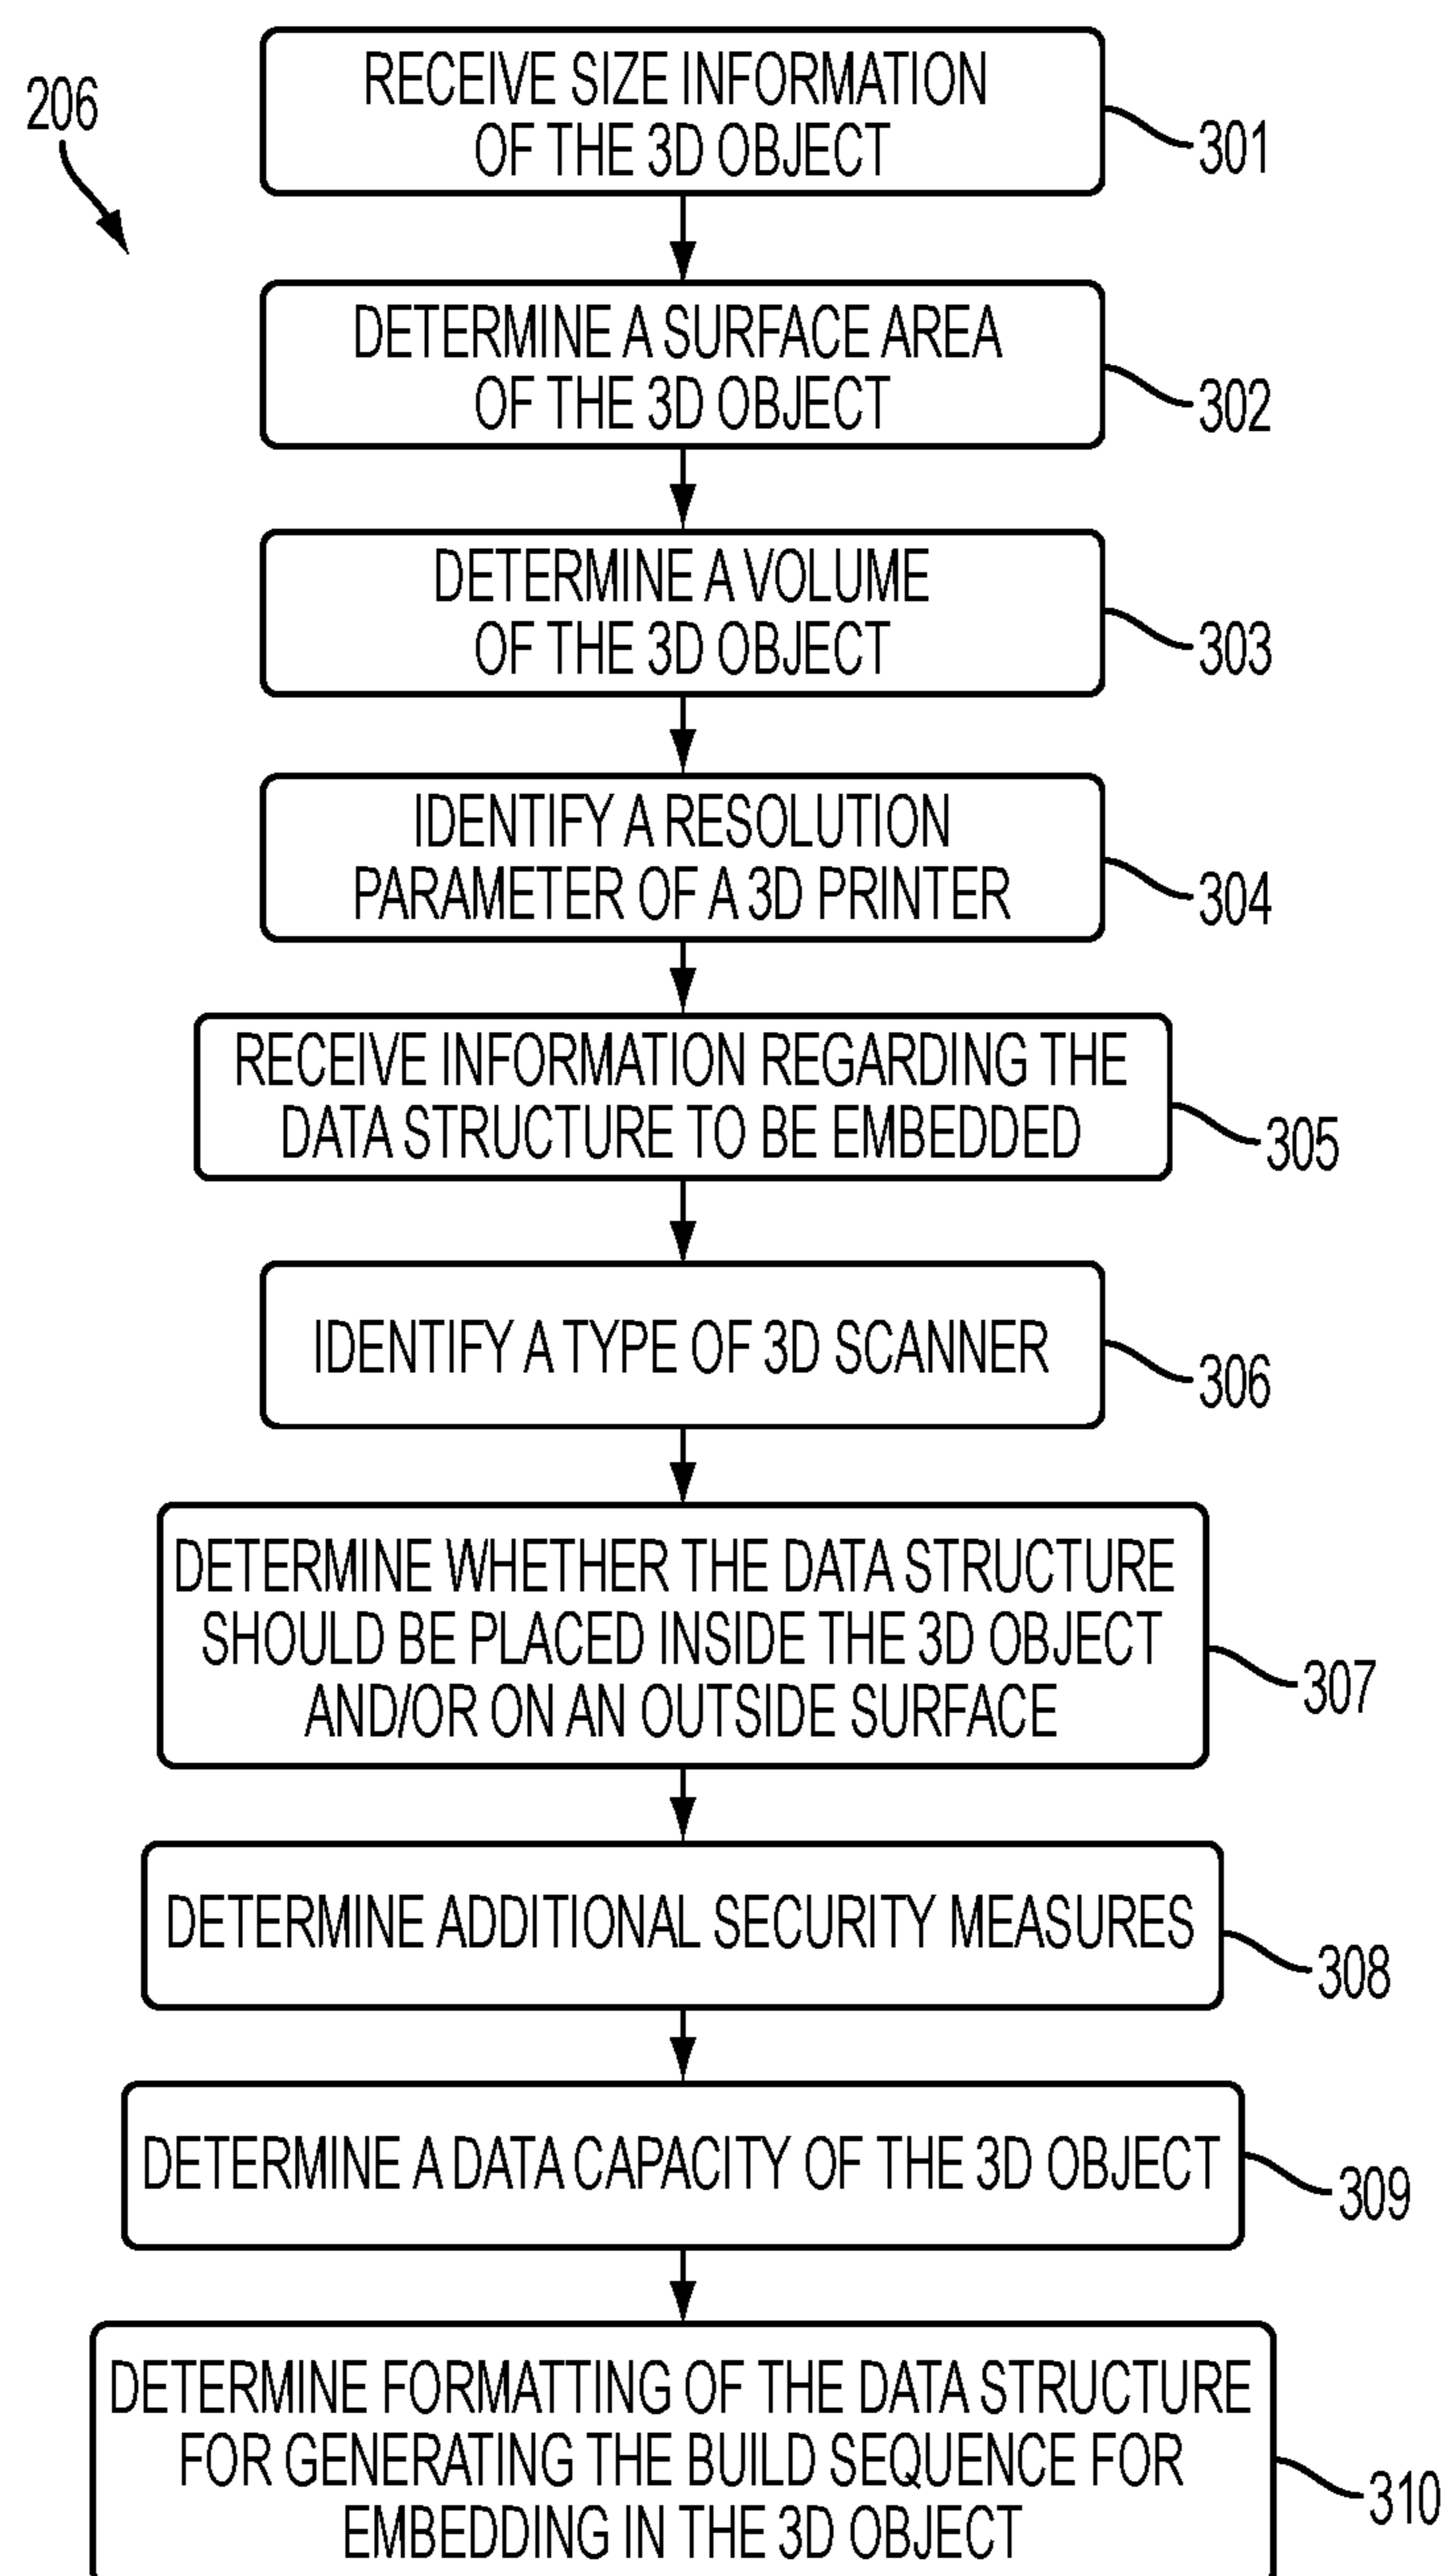 206
RECEIVE SIZE INFORMATION
OF THE 3D OBJECT
301
DETERMINE A SURFACE AREA
OF THE 3D OBJECT
302
DETERMINE A VOLUME
OF THE 3D OBJECT
303
IDENTIFY A RESOLUTION
PARAMETER OF A 3D PRINTER
304
RECEIVE INFORMATION REGARDING THE
DATA STRUCTURE TO BE EMBEDDED
305
IDENTIFY A TYPE OF 3D SCANNER
306
DETERMINE WHETHER THE DATA STRUCTURE
SHOULD BE PLACED INSIDE THE 3D OBJECT
AND/OR ON AN OUTSIDE SURFACE
307
DETERMINE ADDITIONAL SECURITY MEASURES
308
DETERMINE A DATA CAPACITY OF THE 3D OBJECT
309
DETERMINE FORMATTING OF THE DATA STRUCTURE
FOR GENERATING THE BUILD SEQUENCE FOR
EMBEDDING IN THE 3D OBJECT
310